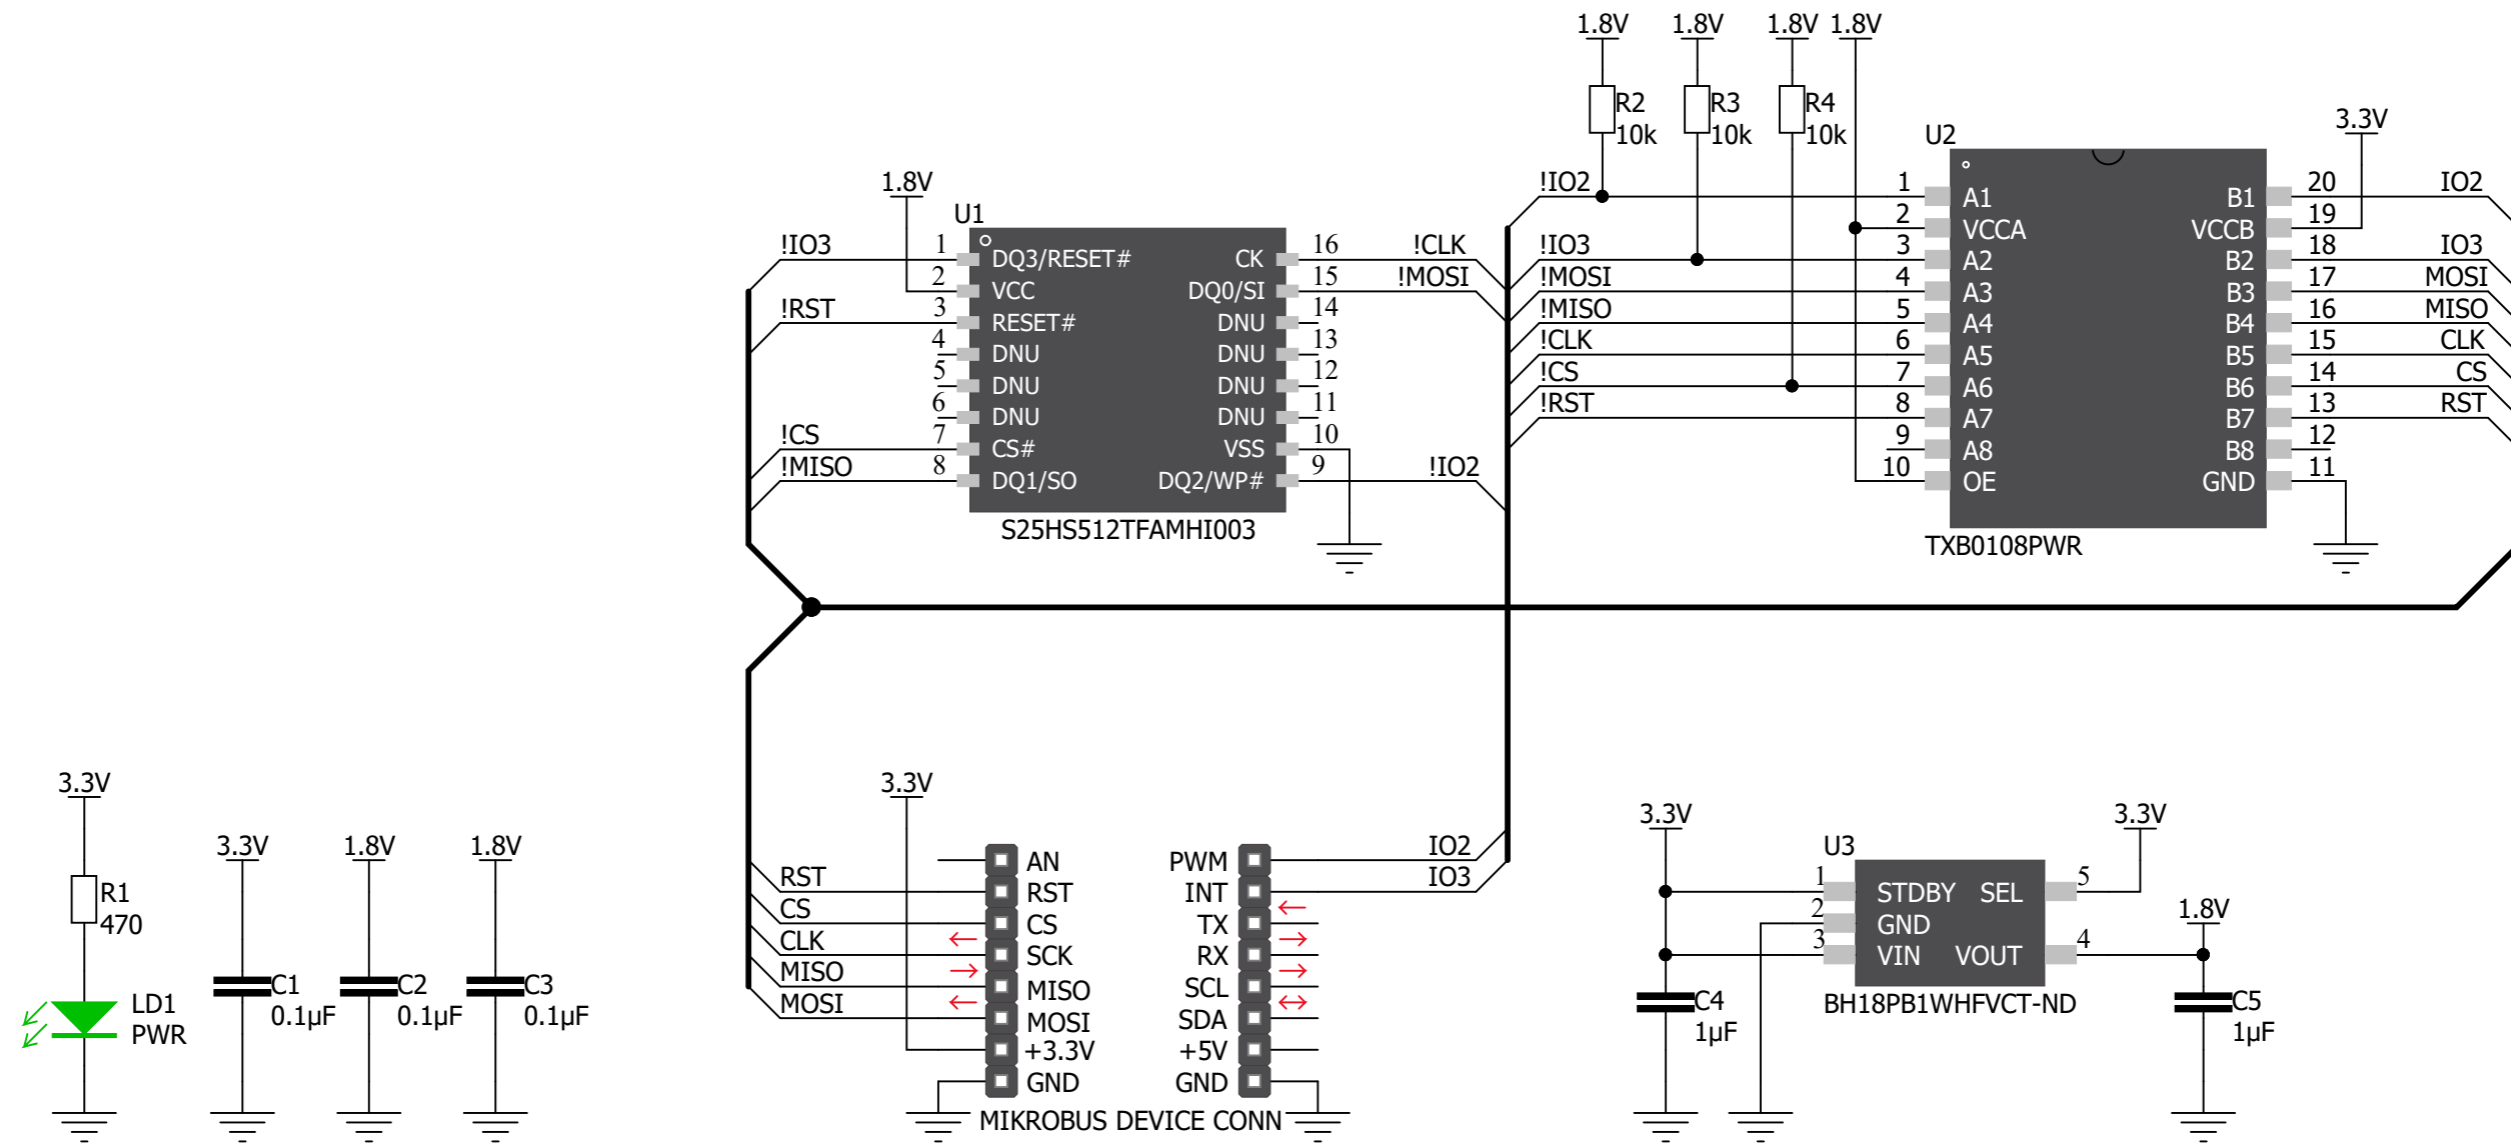 1.8V 1.8V 1.8V 1.8V
R2 10k
R3 10k
R4 10k
1.8V
U1
!IO3 1 DQ3/RESET# CK 16 !CLK
2 VCC DQ0/SI 15 !MOSI
!RST 3 RESET# DNU 14
4 DNU DNU 13
5 DNU DNU 12
6 DNU DNU 11
!CS 7 CS# VSS 10
!MISO 8 DQ1/SO DQ2/WP# 9 !IO2
S25HS512TFAMHI003
U2
3.3V
!IO2 1 A1 B1 20 IO2
2 VCCA VCCB 19
!IO3 3 A2 B2 18 IO3
!MOSI 4 A3 B3 17 MOSI
!MISO 5 A4 B4 16 MISO
!CLK 6 A5 B5 15 CLK
!CS 7 A6 B6 14 CS
!RST 8 A7 B7 13 RST
9 A8 B8 12
10 OE GND 11
TXB0108PWR
3.3V
R1
470
LD1
PWR
3.3V
C1
0.1µF
1.8V
C2
0.1µF
1.8V
C3
0.1µF
3.3V
AN PWM IO2
RST RST INT IO3
CS CS TX
CLK SCK RX
MISO MISO SCL
MOSI MOSI SDA
+3.3V +5V
GND GND
MIKROBUS DEVICE CONN
3.3V
3.3V
U3
1 STDBY SEL 5
2 GND
1.8V
3 VIN VOUT 4
BH18PB1WHFVCT-ND
C4
1µF
C5
1µF